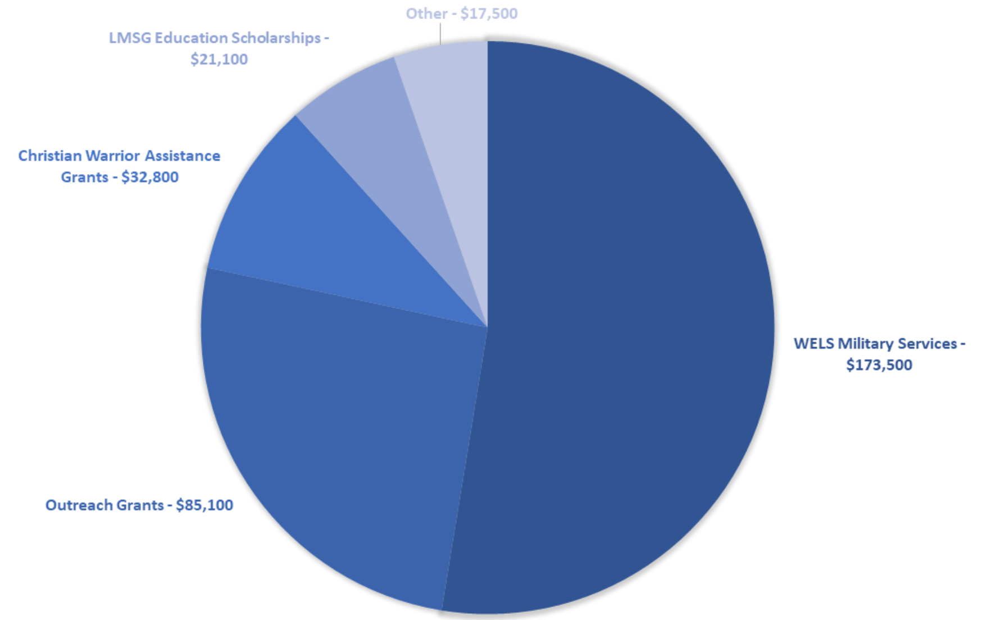 Other - $17,500
LMSG Education Scholarships -
$21,100
Christian Warrior Assistance
Grants - $32,800
WELS Military Services -
$173,500
Outreach Grants - $85,100